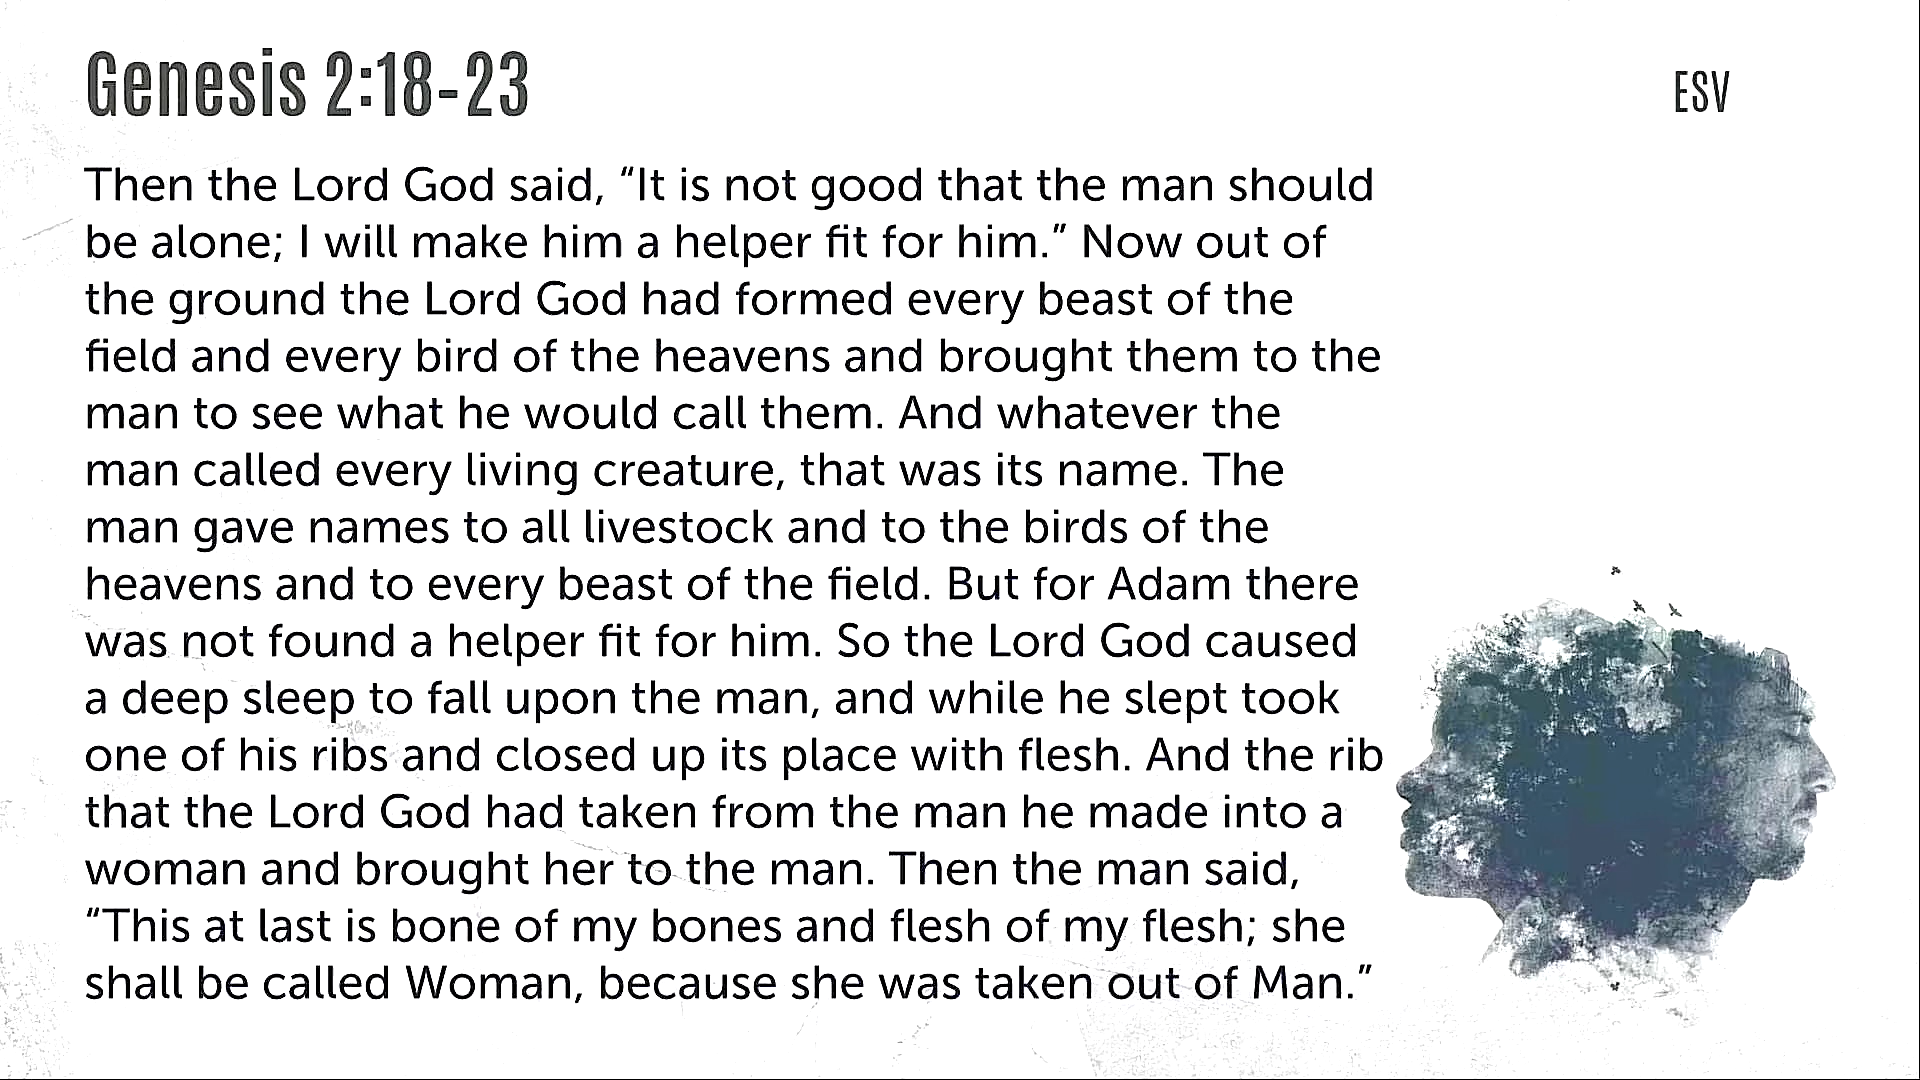 Genesis 2:18-23
ESV
Then the Lord God said, “It is not good that the man should
be alone; I will make him a helper fit for him.” Now out of
the ground the Lord God had formed every beast of the
field and every bird of the heavens and brought them to the
man to see what he would call them. And whatever the
man called every living creature, that was its name. The
man gave names to all livestock and to the birds of the
heavens and to every beast of the field. But for Adam there
was not found a helper fit for him. So the Lord God caused
a deep sleep to fall upon the man, and while he slept took
one of his ribs and closed up its place with flesh. And the rib
that the Lord God had taken from the man he made into a
woman and brought her to the man. Then the man said,
“This at last is bone of my bones and flesh of my flesh; she
shall be called Woman, because she was taken out of Man.”